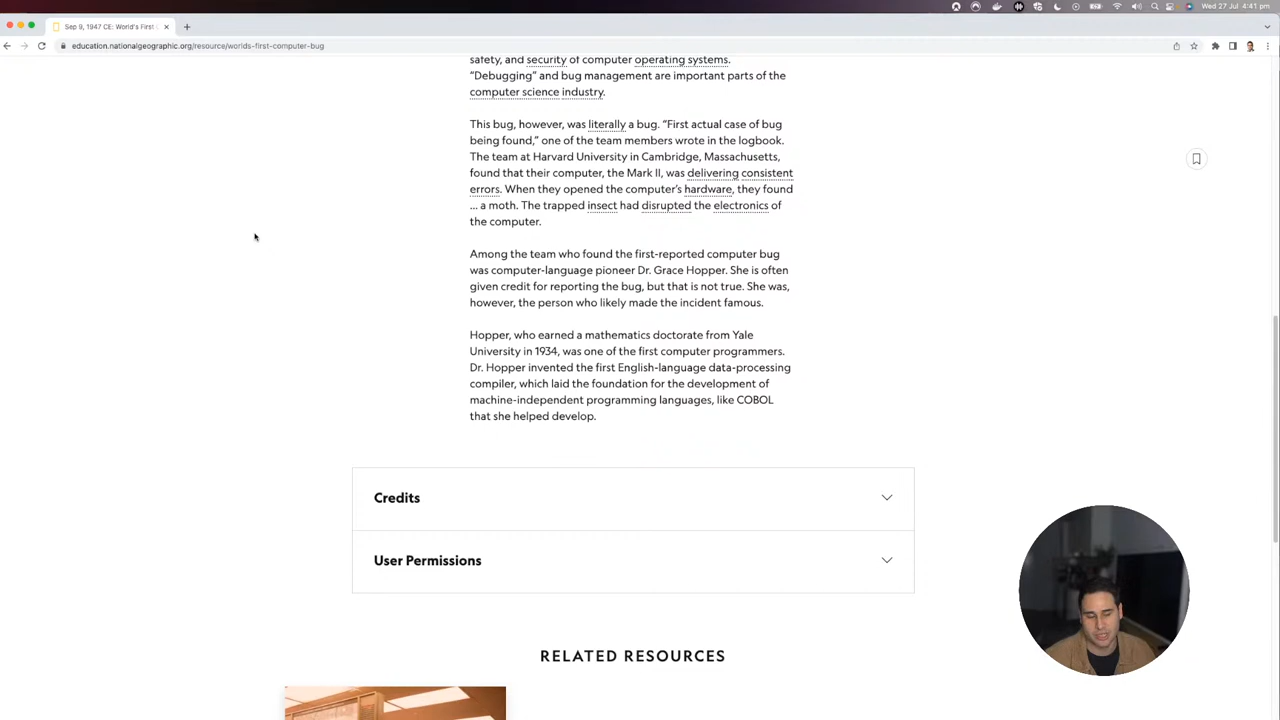 Wed 27 Jul 4:41 pm
Sep 9, 1947 CE: World's First
education.nationalgeographic.org/resource/worlds-first-computer-bug
safety, and security of computer operating systems.
“Debugging” and bug management are important parts of the
computer science industry.
This bug, however, was literally a bug. “First actual case of bug
being found,” one of the team members wrote in the logbook.
The team at Harvard University in Cambridge, Massachusetts,
found that their computer, the Mark II, was delivering consistent
errors. When they opened the computer’s hardware, they found
... a moth. The trapped insect had disrupted the electronics of
the computer.
Among the team who found the first-reported computer bug
was computer-language pioneer Dr. Grace Hopper. She is often
given credit for reporting the bug, but that is not true. She was,
however, the person who likely made the incident famous.
Hopper, who earned a mathematics doctorate from Yale
University in 1934, was one of the first computer programmers.
Dr. Hopper invented the first English-language data-processing
compiler, which laid the foundation for the development of
machine-independent programming languages, like COBOL
that she helped develop.
Credits
User Permissions
RELATED RESOURCES